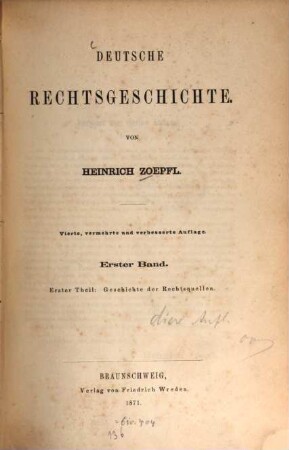 DEUTSCHE
RECHTSGESCHICHTE.
VON
HEINRICH ZOEPFL.
Vierte, vermehrte und verbesserte Auflage.
Erster Band.
Erster Theil: Geschichte der Rechtsquellen.
BRAUNSCHWEIG,
Verlag von Friedrich Wreden.
1871.